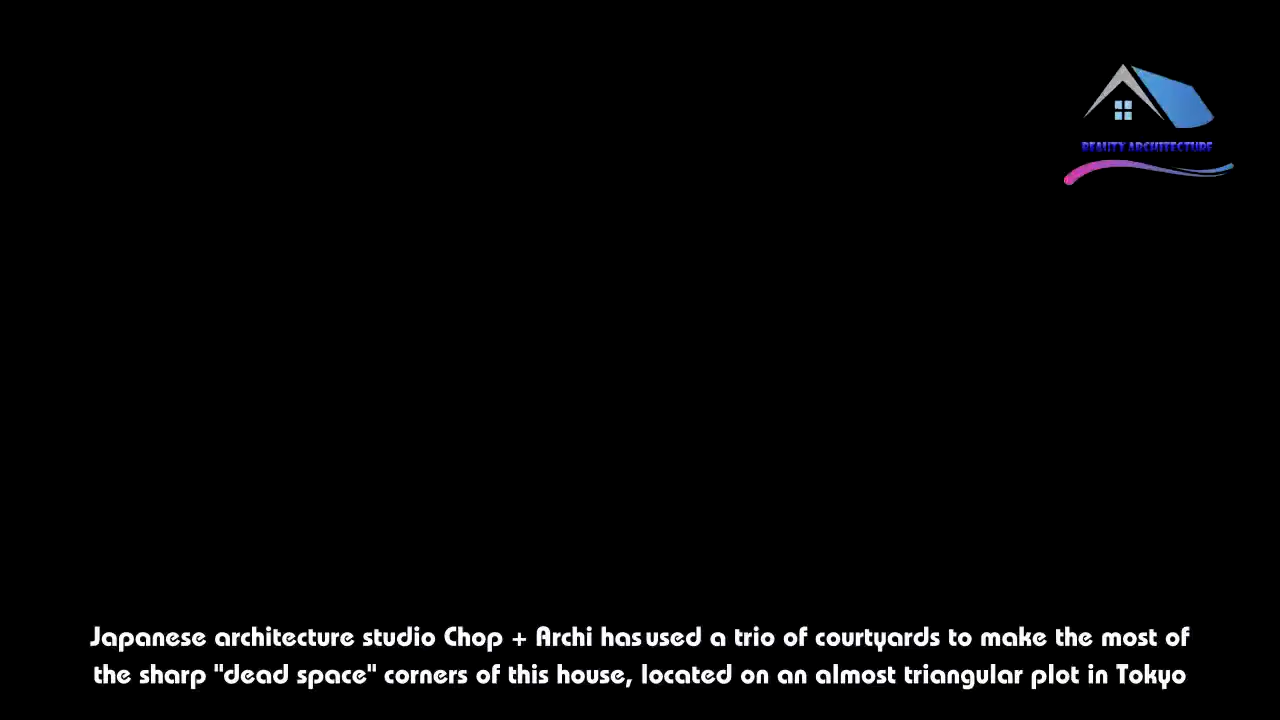 BEAUTY ARCHITECTURE
Japanese architecture studio Chop + Archi has used a trio of courtyards to make the most of
the sharp "dead space" corners of this house, located on an almost triangular plot in Tokyo